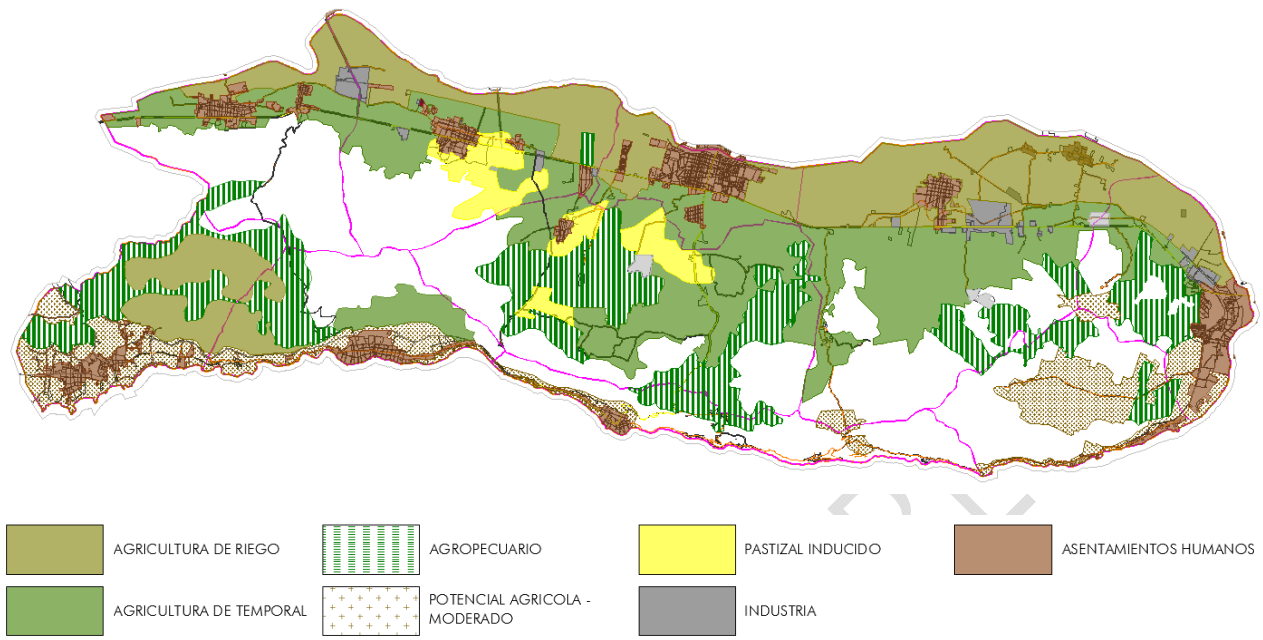 AGRICULTURA DE RIEGO
AGROPECUARIO
PASTIZAL INDUCIDO
ASENTAMIENTOS HUMANOS
AGRICULTURA DE TEMPORAL
POTENCIAL AGRICOLA -
MODERADO
INDUSTRIA